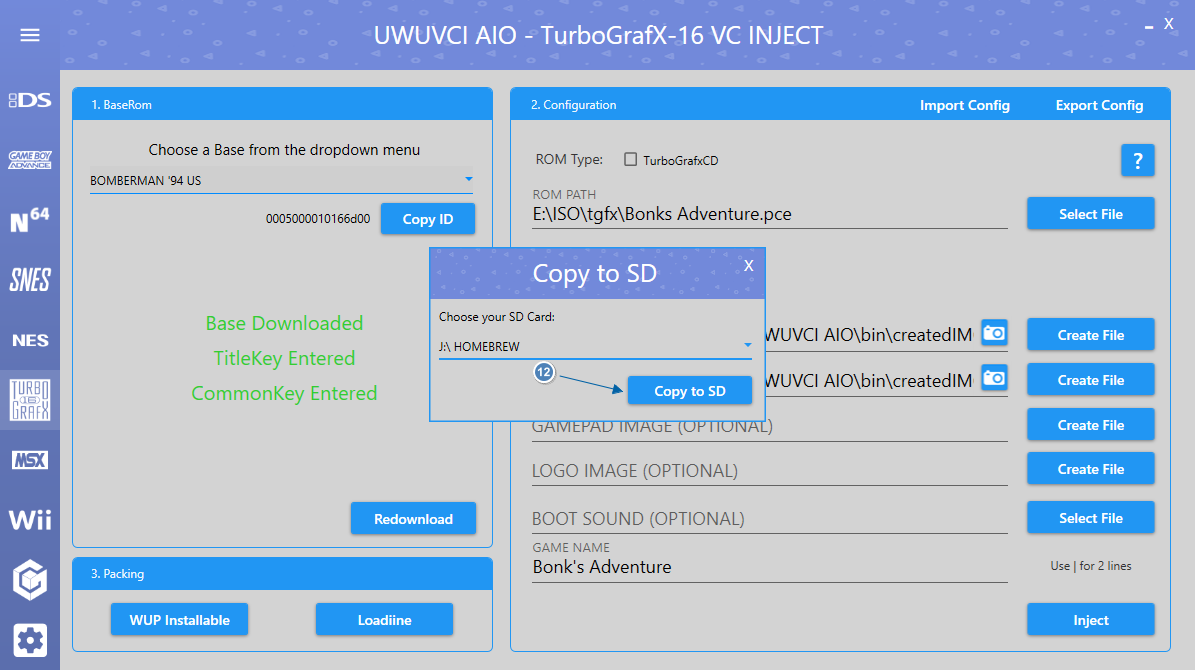 UWUVCI AIO - TurboGrafX-16 VC INJECT
X
DS
GAME BOY
ADVANCE
N64
SNES
NES
TURBO
16
GRAFX
MSX
Wii
1. BaseRom
Choose a Base from the dropdown menu
BOMBERMAN '94 US
0005000010166d00
Copy ID
Base Downloaded
TitleKey Entered
CommonKey Entered
Redownload
3. Packing
WUP Installable
Loadiine
2. Configuration
Import Config
Export Config
ROM Type:
TurboGrafxCD
?
ROM PATH
E:\ISO\tgfx\Bonks Adventure.pce
Select File
Copy to SD
X
Choose your SD Card:
J:\ HOMEBREW
12
Copy to SD
WUVCI AIO\bin\createdIM
Create File
WUVCI AIO\bin\createdIM
Create File
GAMEPAD IMAGE (OPTIONAL)
Create File
LOGO IMAGE (OPTIONAL)
Create File
BOOT SOUND (OPTIONAL)
Select File
GAME NAME
Bonk's Adventure
Use | for 2 lines
Inject